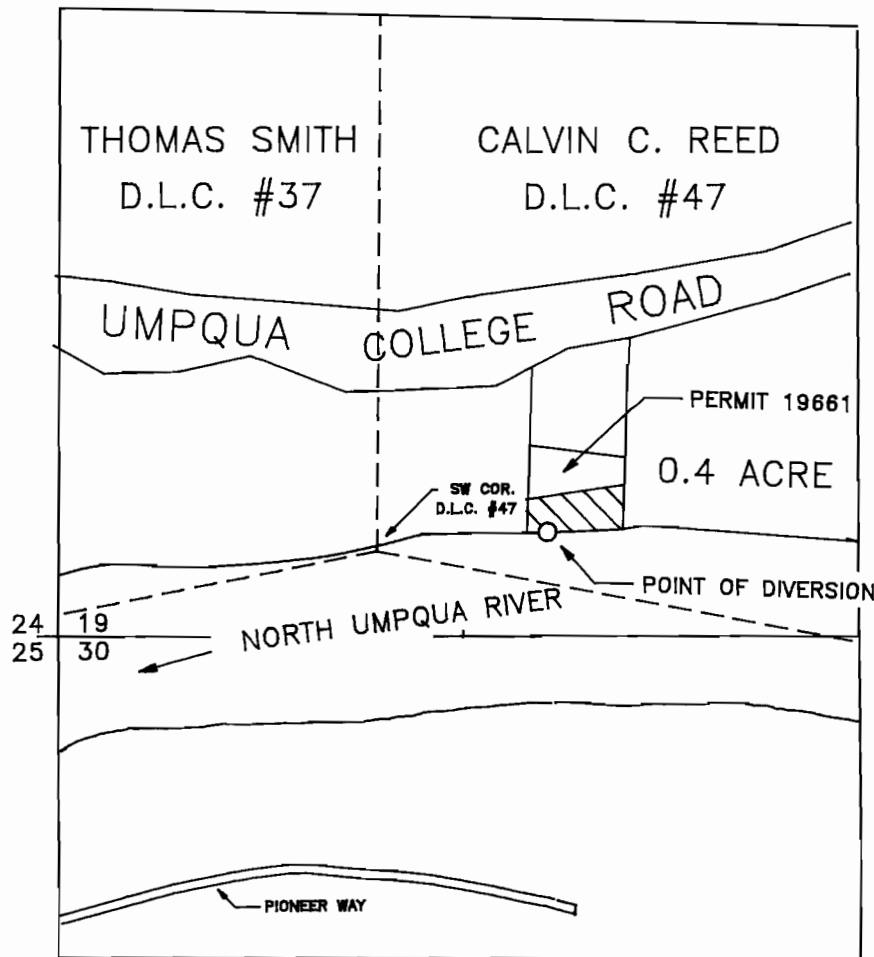 THOMAS SMITH
D.L.C. #37
CALVIN C. REED
D.L.C. #47
UMPQUA COLLEGE ROAD
PERMIT 19661
0.4 ACRE
SW COR.
D.L.C. #47
POINT OF DIVERSION
NORTH UMPQUA RIVER
24 19
25 30
PIONEER WAY